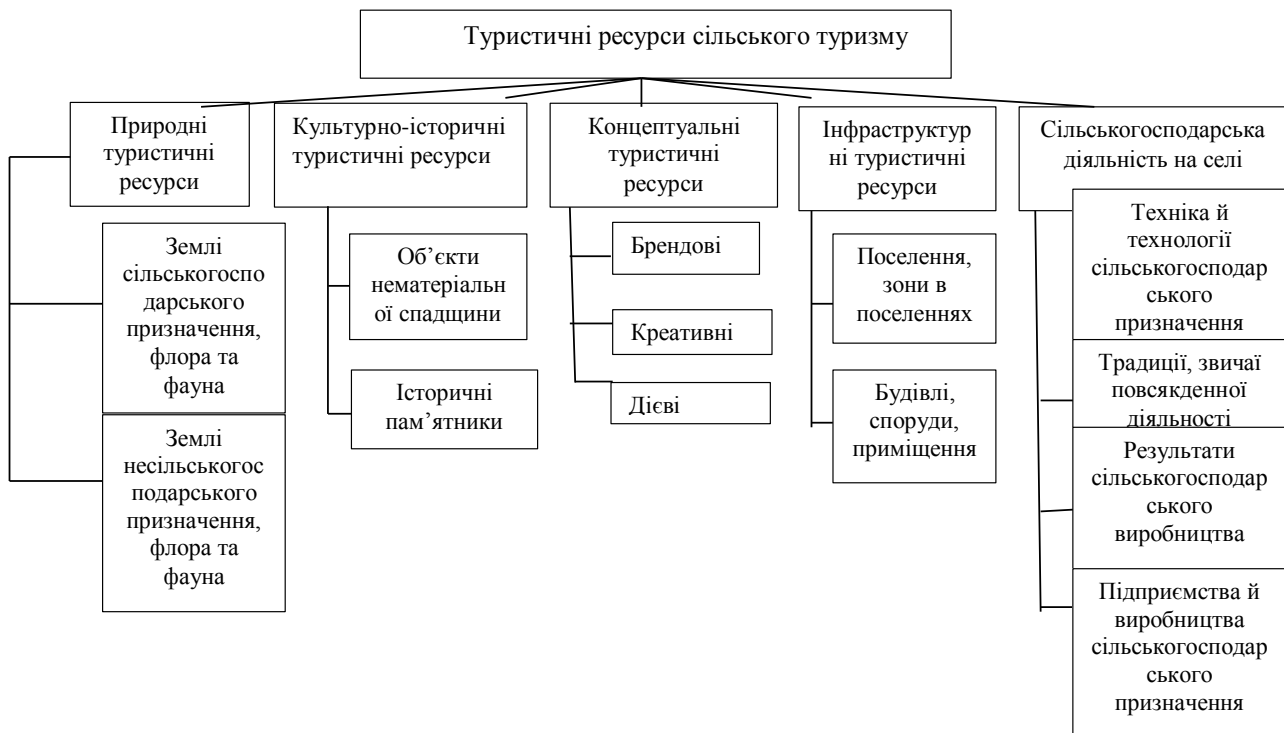 Туристичні ресурси сільського туризму
Природні
туристичні
ресурси
Культурно-історичні
туристичні ресурси
Концептуальні
туристичні
ресурси
Інфраструктур
ні туристичні
ресурси
Сільськогосподарська
діяльність на селі
Землі
сільськогоспо
дарського
призначення,
флора та
фауна
Землі
несільськогос
подарського
призначення,
флора та
фауна
Об’єкти
нематеріальн
ої спадщини
Історичні
пам’ятники
Брендові
Креативні
Дієві
Поселення,
зони в
поселеннях
Будівлі,
споруди,
приміщення
Техніка й
технології
сільськогосподар
ського
призначення
Традиції, звичаї
повсякденної
діяльності
Результати
сільськогосподар
ського
виробництва
Підприємства й
виробництва
сільськогосподар
ського
призначення